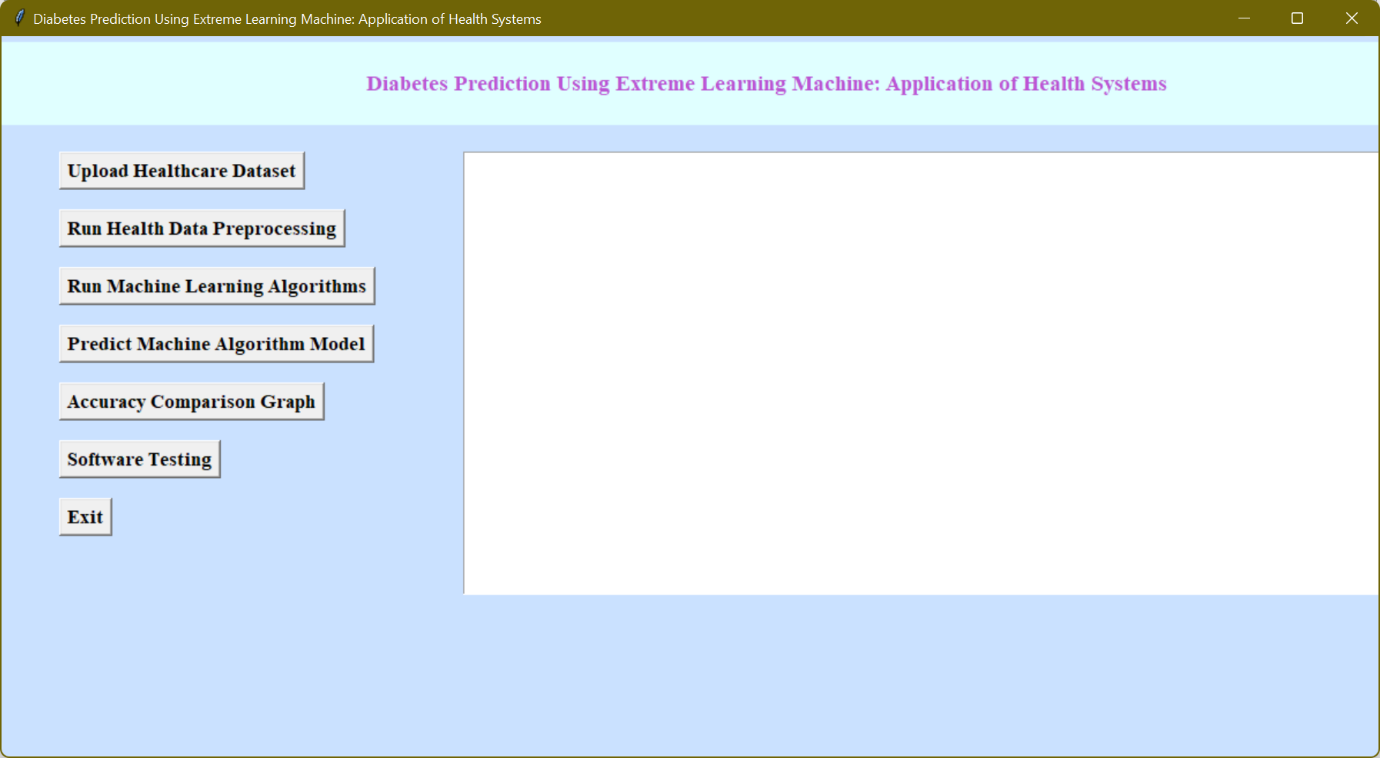 Diabetes Prediction Using Extreme Learning Machine: Application of Health Systems
Diabetes Prediction Using Extreme Learning Machine: Application of Health Systems
Upload Healthcare Dataset
Run Health Data Preprocessing
Run Machine Learning Algorithms
Predict Machine Algorithm Model
Accuracy Comparison Graph
Software Testing
Exit